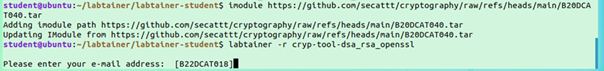 student@ubuntu:~/labtainer/labtainer-student$ imodule https://github.com/secattt/cryptography/raw/refs/heads/main/B20DCA
T040.tar
Adding imodule path https://github.com/secattt/cryptography/raw/refs/heads/main/B20DCAT040.tar
Updating IModule from https://github.com/secattt/cryptography/raw/refs/heads/main/B20DCAT040.tar
student@ubuntu:~/labtainer/labtainer-student$ labtainer -r cryp-tool-dsa_rsa_openssl
Please enter your e-mail address: [B22DCAT018]